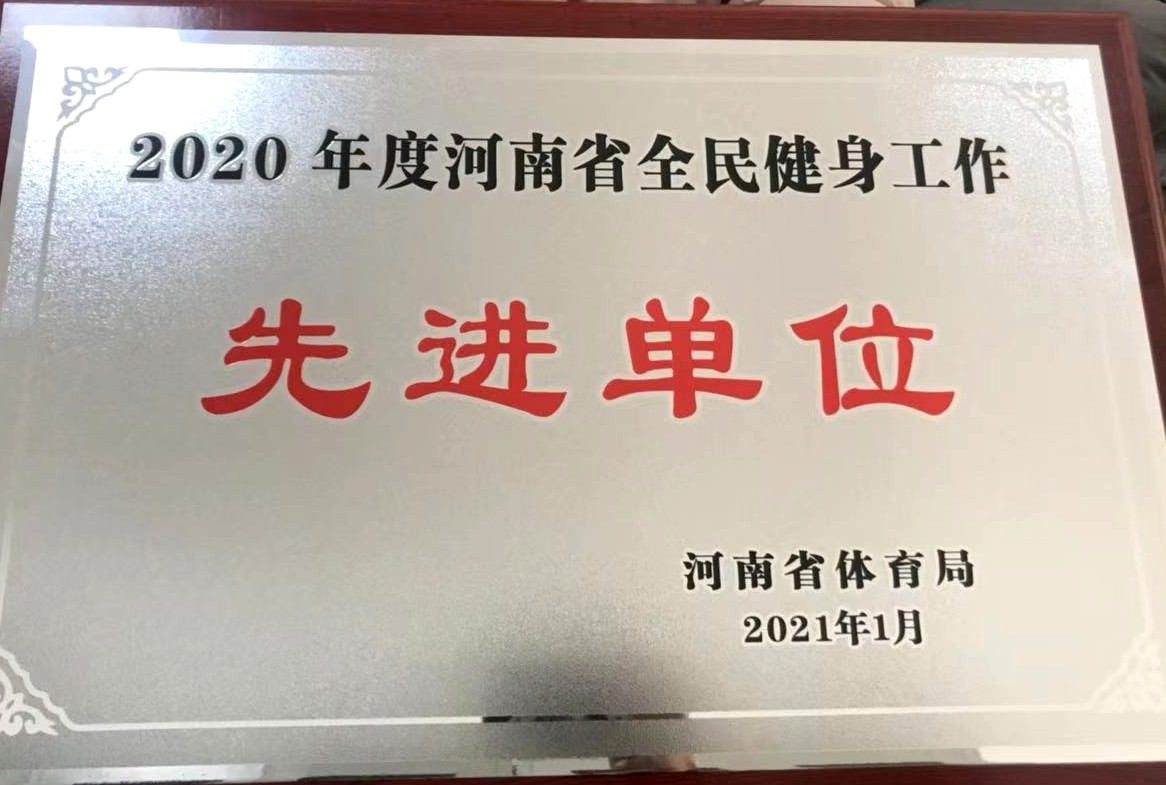 2020 年度河南省全民健身工作
先进单位
河南省体育局
2021年1月